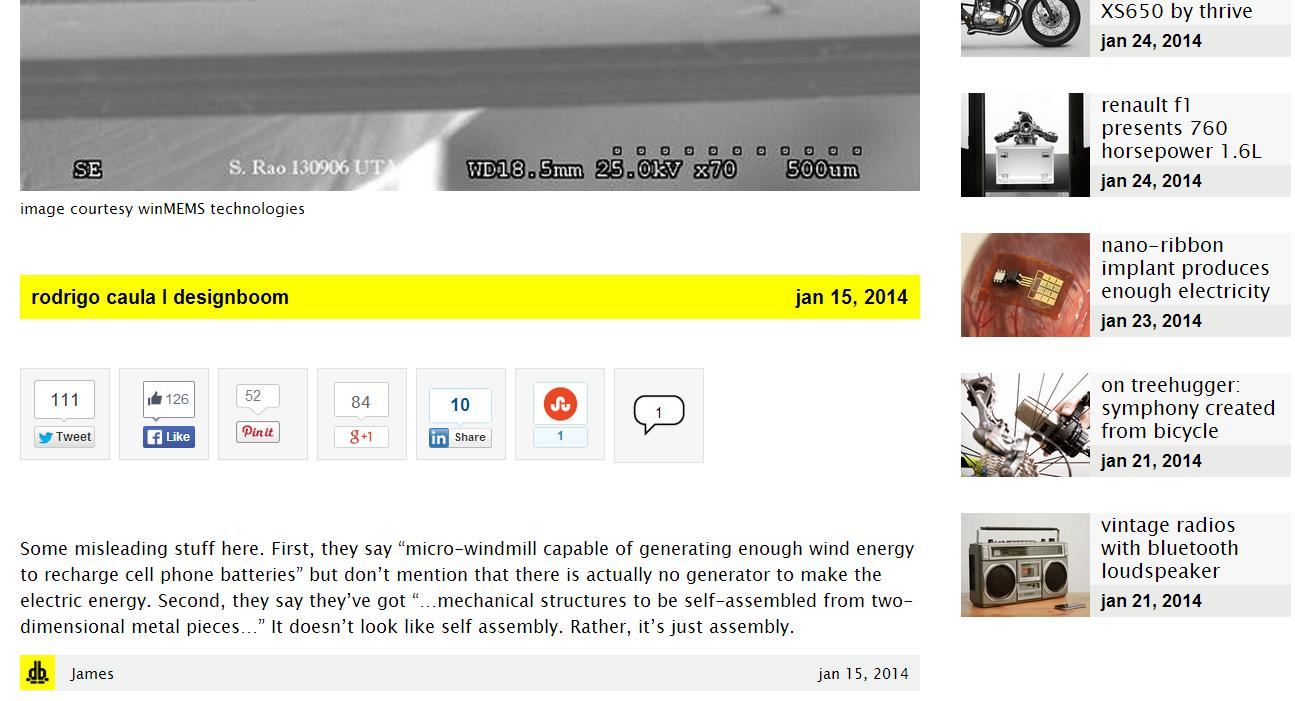 SE
S. Rao 130906 UTA
WD18.5mm 25.0kV x70 500um
image courtesy winMEMS technologies
rodrigo caula I designboom
jan 15, 2014
111
Tweet
126
Like
52
Pin it
84
g+1
10
in Share
1
1
Some misleading stuff here. First, they say “micro-windmill capable of generating enough wind energy
to recharge cell phone batteries” but don’t mention that there is actually no generator to make the
electric energy. Second, they say they’ve got “…mechanical structures to be self-assembled from two-
dimensional metal pieces…” It doesn’t look like self assembly. Rather, it’s just assembly.
db
James
jan 15, 2014
XS650 by thrive
jan 24, 2014
renault f1
presents 760
horsepower 1.6L
jan 24, 2014
nano-ribbon
implant produces
enough electricity
jan 23, 2014
on treehugger:
symphony created
from bicycle
jan 21, 2014
vintage radios
with bluetooth
loudspeaker
jan 21, 2014